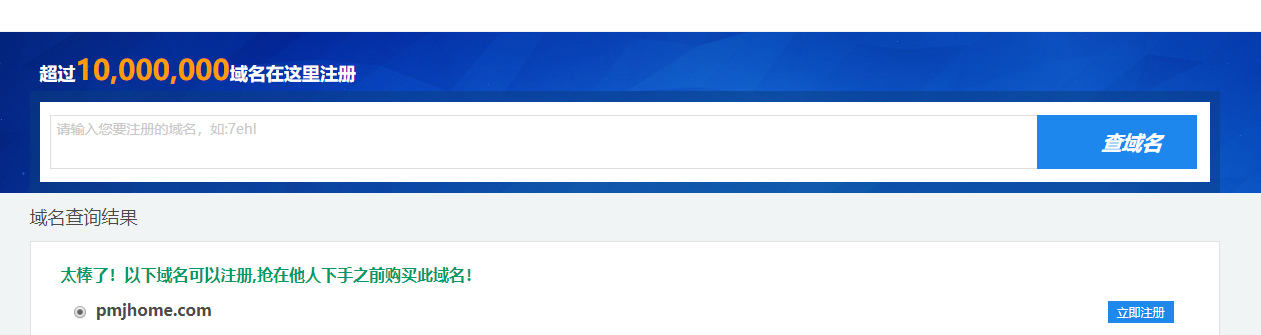 超过10,000,000域名在这里注册
请输入您要注册的域名，如:7ehl
查域名
域名查询结果
太棒了！以下域名可以注册,抢在他人下手之前购买此域名！
pmjhome.com
立即注册